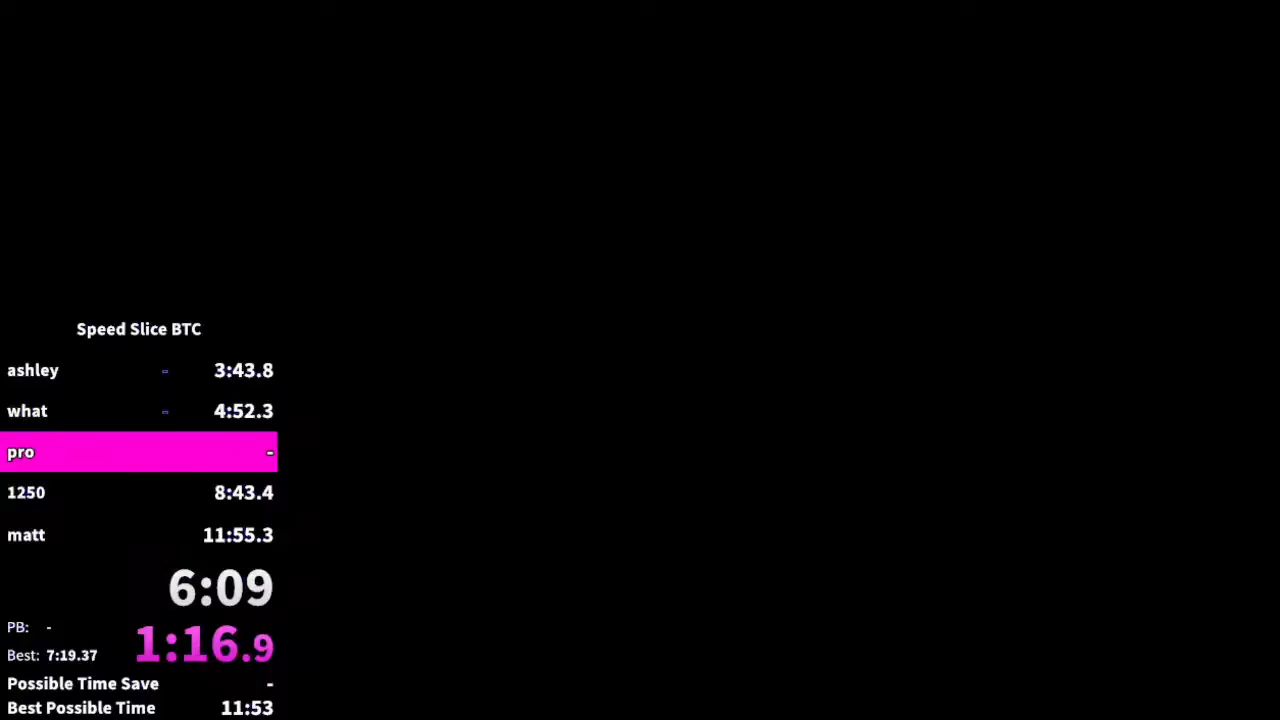 Speed Slice BTC
ashley - 3:43.8
what - 4:52.3
pro -
1250 8:43.4
matt 11:55.3
6:09
PB: -
1:16.9
Best: 7:19.37
Possible Time Save -
Best Possible Time 11:53